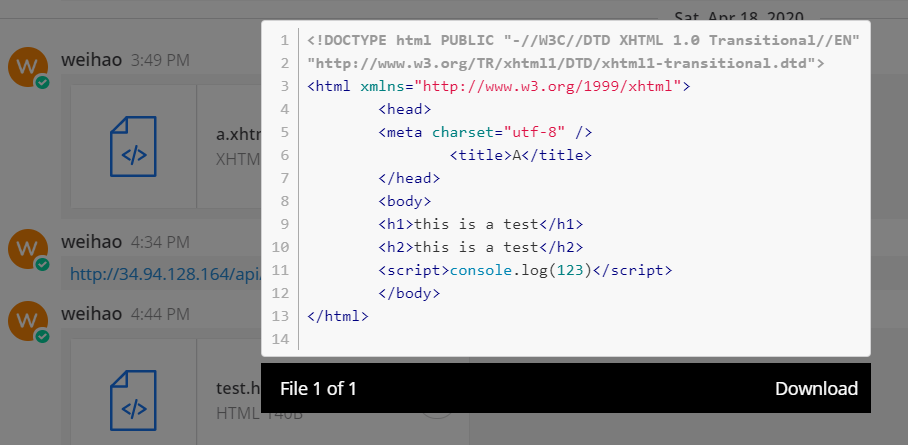 Sat, Apr 18, 2020
weihao 3:49 PM
W
</>
XHTM
weihao 4:34 PM
W
http://34.94.128.164/api
weihao 4:44 PM
W
</>
test.h
HTML 140B
1 <!DOCTYPE html PUBLIC "-//W3C//DTD XHTML 1.0 Transitional//EN"
2 "http://www.w3.org/TR/xhtml1/DTD/xhtml1-transitional.dtd">
3 <html xmlns="http://www.w3.org/1999/xhtml">
4 <head>
5 <meta charset="utf-8" />
6 <title>A</title>
7 </head>
8 <body>
9 <h1>this is a test</h1>
10 <h2>this is a test</h2>
11 <script>console.log(123)</script>
12 </body>
13 </html>
14
File 1 of 1
Download